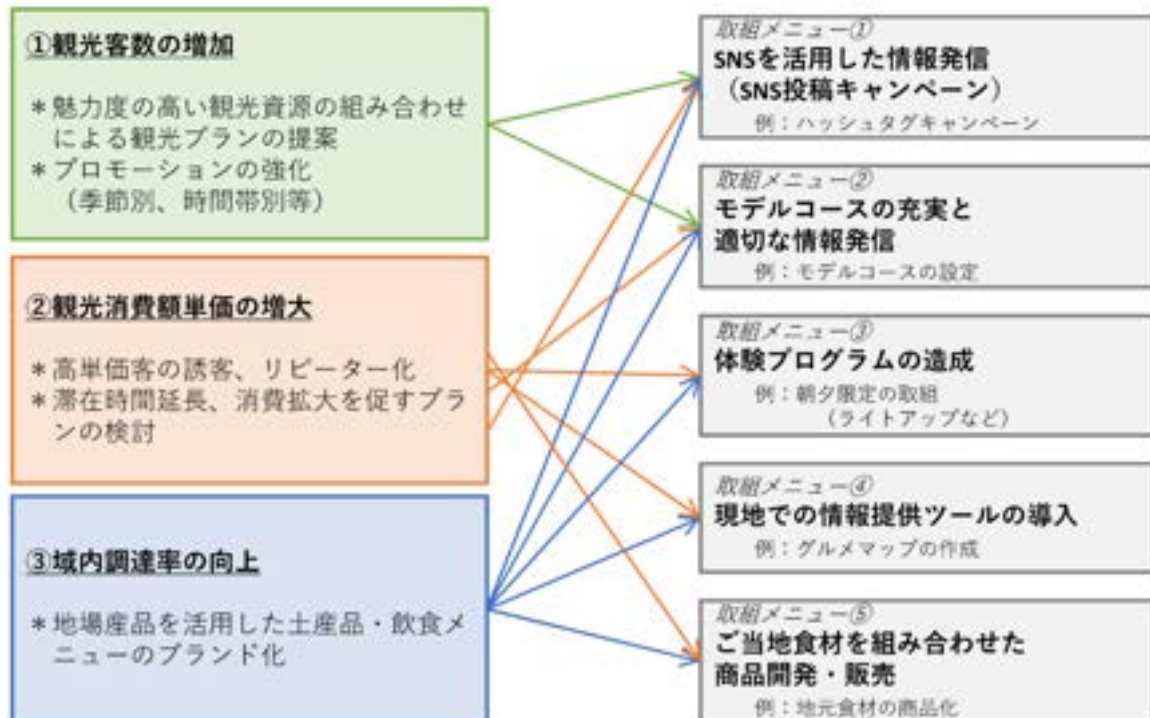 ①観光客数の増加
＊魅力度の高い観光資源の組み合わせ
による観光プランの提案
＊プロモーションの強化
（季節別、時間帯別等）
②観光消費額単価の増大
＊高単価客の誘客、リピーター化
＊滞在時間延長、消費拡大を促すプラ
ンの検討
③域内調達率の向上
＊地場産品を活用した土産品・飲食メ
ニューのブランド化
取組メニュー①
SNSを活用した情報発信
（SNS投稿キャンペーン）
例：ハッシュタグキャンペーン
取組メニュー②
モデルコースの充実と
適切な情報発信
例：モデルコースの設定
取組メニュー③
体験プログラムの造成
例：朝夕限定の取組
（ライトアップなど）
取組メニュー④
現地での情報提供ツールの導入
例：グルメマップの作成
取組メニュー⑤
ご当地食材を組み合わせた
商品開発・販売
例：地元食材の商品化